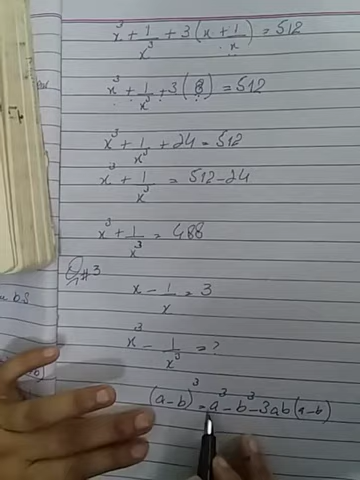 x³ + 1/x³ + 3(x + 1/x) = 512
x³ + 1/x³ + 3(8) = 512
x³ + 1/x³ + 24 = 512
x³ + 1/x³ = 512 - 24
x³ + 1/x³ = 488
Q#3
x - 1/x = 3
x³ - 1/x³ = ?
(a-b)³ = a³ - b³ - 3ab(a-b)